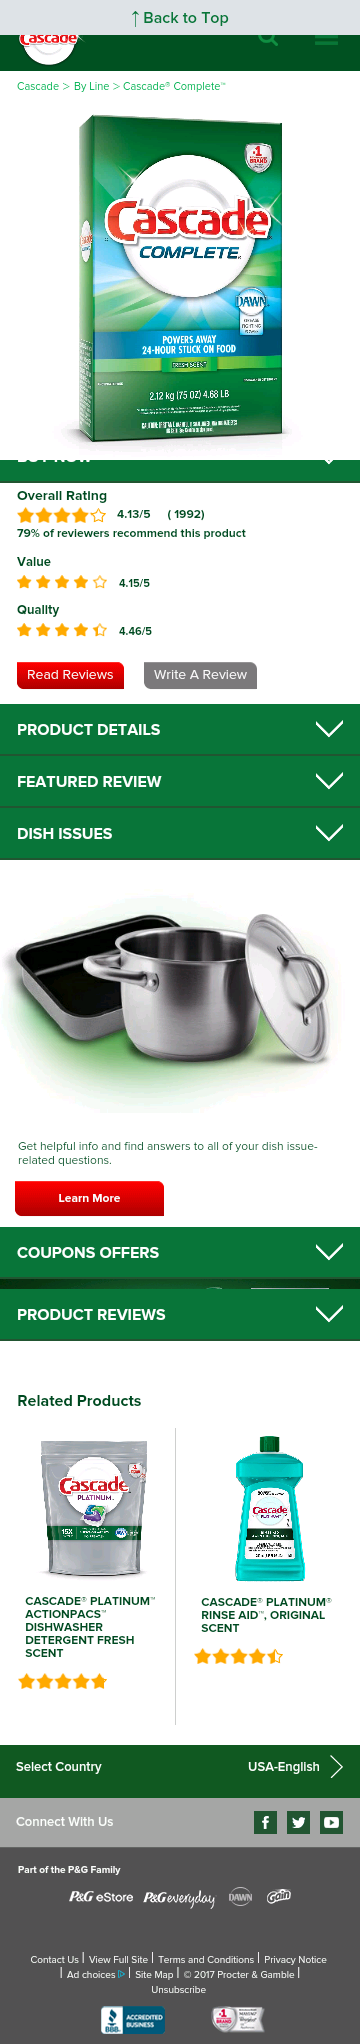 ↑ Back to Top
Cascade
Cascade > By Line > Cascade® Complete™
#1
BRAND
Cascade
COMPLETE
DAWN
POWERS AWAY
24-HOUR STUCK ON FOOD
FRESH SCENT
2.12 kg (75 OZ) 4.68 LB
BUY NOW
Overall Rating
4.13/5 ( 1992)
79% of reviewers recommend this product
Value
4.15/5
Quality
4.46/5
Read Reviews
Write A Review
PRODUCT DETAILS
FEATURED REVIEW
DISH ISSUES
Get helpful info and find answers to all of your dish issue-
related questions.
Learn More
COUPONS OFFERS
PRODUCT REVIEWS
Related Products
Cascade
PLATINUM
Cascade
PLATINUM
CASCADE® PLATINUM™
ACTIONPACS™
DISHWASHER
DETERGENT FRESH
SCENT
CASCADE® PLATINUM®
RINSE AID™, ORIGINAL
SCENT
Select Country
USA-English
Connect With Us
Part of the P&G Family
P&G eStore P&G everyday DAWN Gain
Contact Us | View Full Site | Terms and Conditions | Privacy Notice
| Ad choices | Site Map | © 2017 Procter & Gamble |
Unsubscribe
BBB
ACCREDITED
BUSINESS